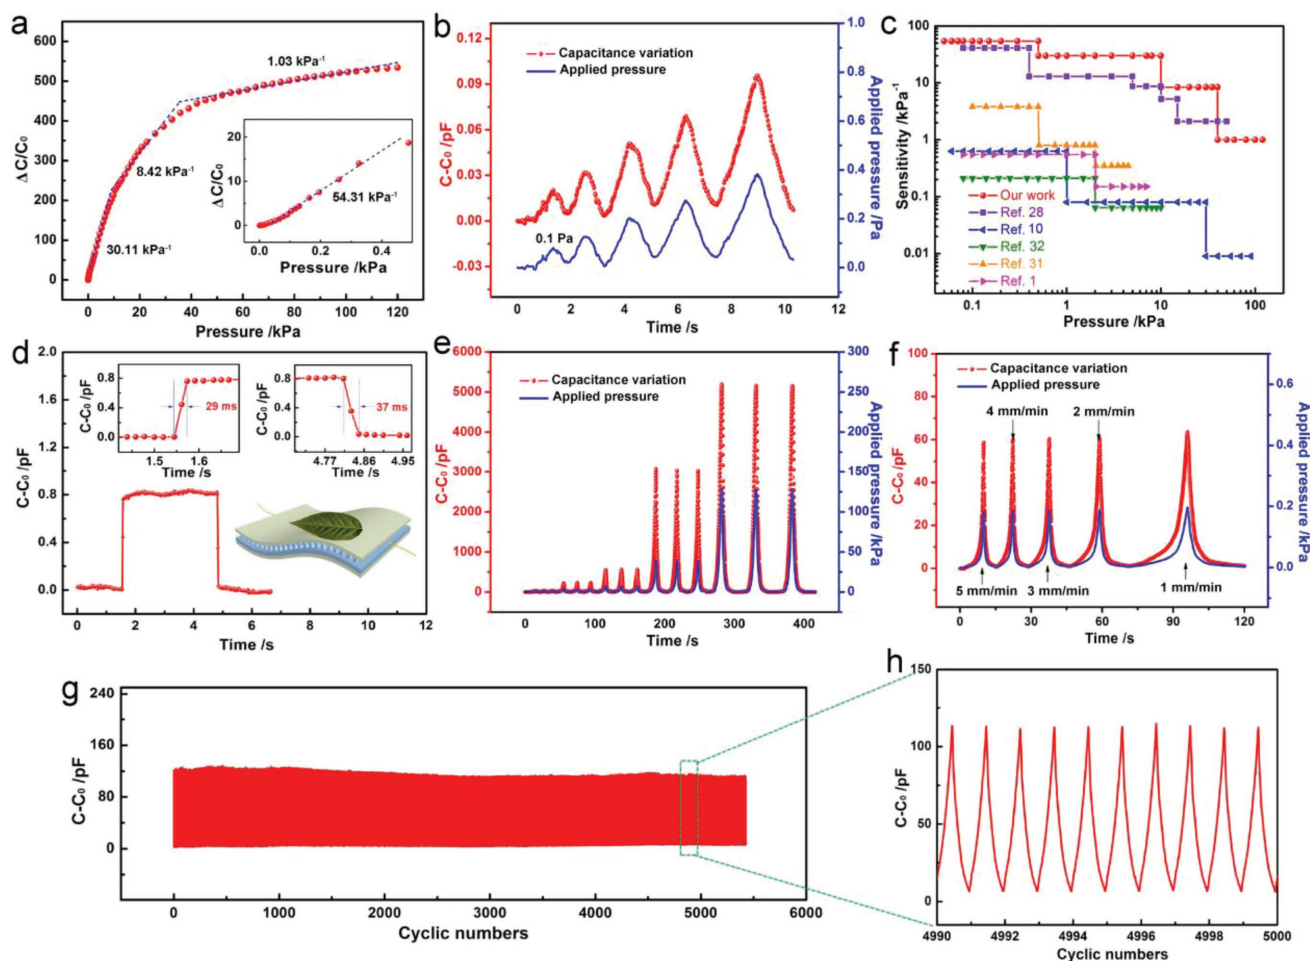 a
600
500
400
300
200
100
0
ΔC/C₀
1.03 kPa⁻¹
8.42 kPa⁻¹
30.11 kPa⁻¹
20
10
0
ΔC/C₀
54.31 kPa⁻¹
0.0 0.2 0.4
Pressure /kPa
0 20 40 60 80 100 120
Pressure /kPa
b
0.12
0.09
0.06
0.03
0.00
-0.03
C-C₀ /pF
Capacitance variation
Applied pressure
0.1 Pa
1.0
0.8
0.6
0.4
0.2
0.0
Applied pressure /Pa
0 2 4 6 8 10 12
Time /s
c
100
10
1
0.1
0.01
Sensitivity /kPa⁻¹
Our work
Ref. 28
Ref. 10
Ref. 32
Ref. 31
Ref. 1
0.1 1 10 100
Pressure /kPa
d
2.0
1.6
1.2
0.8
0.4
0.0
C-C₀ /pF
0.8
0.4
0.0
C-C₀ /pF
29 ms
1.5 1.6
Time /s
0.8
0.4
0.0
C-C₀ /pF
37 ms
4.77 4.86 4.95
Time /s
0 2 4 6 8 10 12
Time /s
e
6000
5000
4000
3000
2000
1000
0
C-C₀ /pF
Capacitance variation
Applied pressure
300
250
200
150
100
50
0
Applied pressure /kPa
0 100 200 300 400
Time /s
f
100
80
60
40
20
0
C-C₀ /pF
Capacitance variation
Applied pressure
4 mm/min
2 mm/min
5 mm/min
3 mm/min
1 mm/min
0.6
0.4
0.2
0.0
Applied pressure /kPa
0 30 60 90 120
Time /s
g
240
160
80
0
C-C₀ /pF
0 1000 2000 3000 4000 5000 6000
Cyclic numbers
h
150
100
50
0
C-C₀ /pF
4990 4992 4994 4996 4998 5000
Cyclic numbers